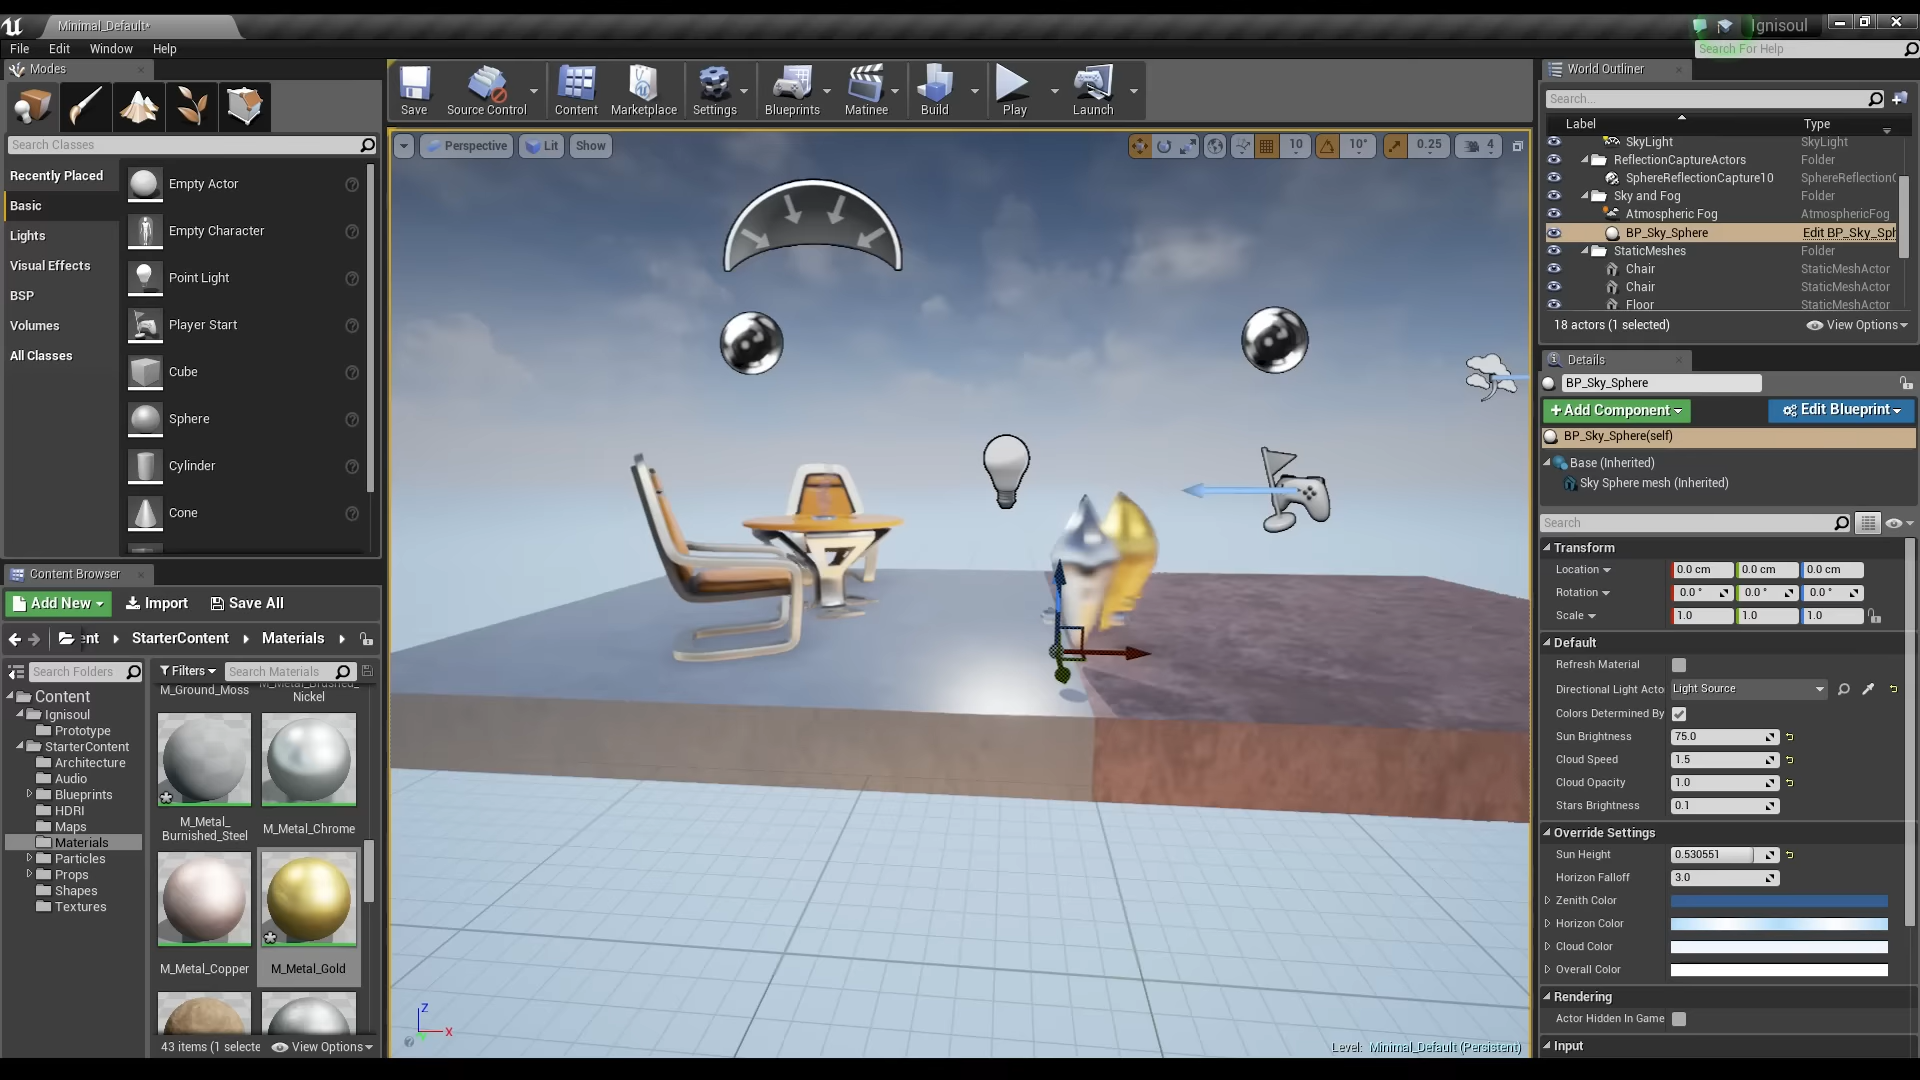 Minimal_Default*
Ignisoul
File Edit Window Help
Search For Help
Modes
Search Classes
Recently Placed
Basic
Lights
Visual Effects
BSP
Volumes
All Classes
Empty Actor
Empty Character
Point Light
Player Start
Cube
Sphere
Cylinder
Cone
Save
Source Control
Content
Marketplace
Settings
Blueprints
Matinee
Build
Play
Launch
Perspective
Lit
Show
10
10°
0.25
4
Level: Minimal_Default (Persistent)
Z
X
Content Browser
Add New
Import
Save All
nt StarterContent Materials
Search Folders
Filters
Search Materials
Content
Ignisoul
Prototype
StarterContent
Architecture
Audio
Blueprints
HDRI
Maps
Materials
Particles
Props
Shapes
Textures
M_Ground_Moss
M_Metal_Brushed_
Nickel
M_Metal_
Burnished_Steel
M_Metal_Chrome
M_Metal_Copper
M_Metal_Gold
43 items (1 selecte
View Options
World Outliner
Search...
Label Type
SkyLight SkyLight
ReflectionCaptureActors Folder
SphereReflectionCapture10 SphereReflectionC
Sky and Fog Folder
Atmospheric Fog AtmosphericFog
BP_Sky_Sphere Edit BP_Sky_Sph
StaticMeshes Folder
Chair StaticMeshActor
Chair StaticMeshActor
Floor StaticMeshActor
18 actors (1 selected)
View Options
Details
BP_Sky_Sphere
+Add Component
Edit Blueprint
BP_Sky_Sphere(self)
Base (Inherited)
Sky Sphere mesh (Inherited)
Search
Transform
Location 0.0 cm 0.0 cm 0.0 cm
Rotation 0.0 ° 0.0 ° 0.0 °
Scale 1.0 1.0 1.0
Default
Refresh Material
Directional Light Acto Light Source
Colors Determined By
Sun Brightness 75.0
Cloud Speed 1.5
Cloud Opacity 1.0
Stars Brightness 0.1
Override Settings
Sun Height 0.530551
Horizon Falloff 3.0
Zenith Color
Horizon Color
Cloud Color
Overall Color
Rendering
Actor Hidden In Game
Input